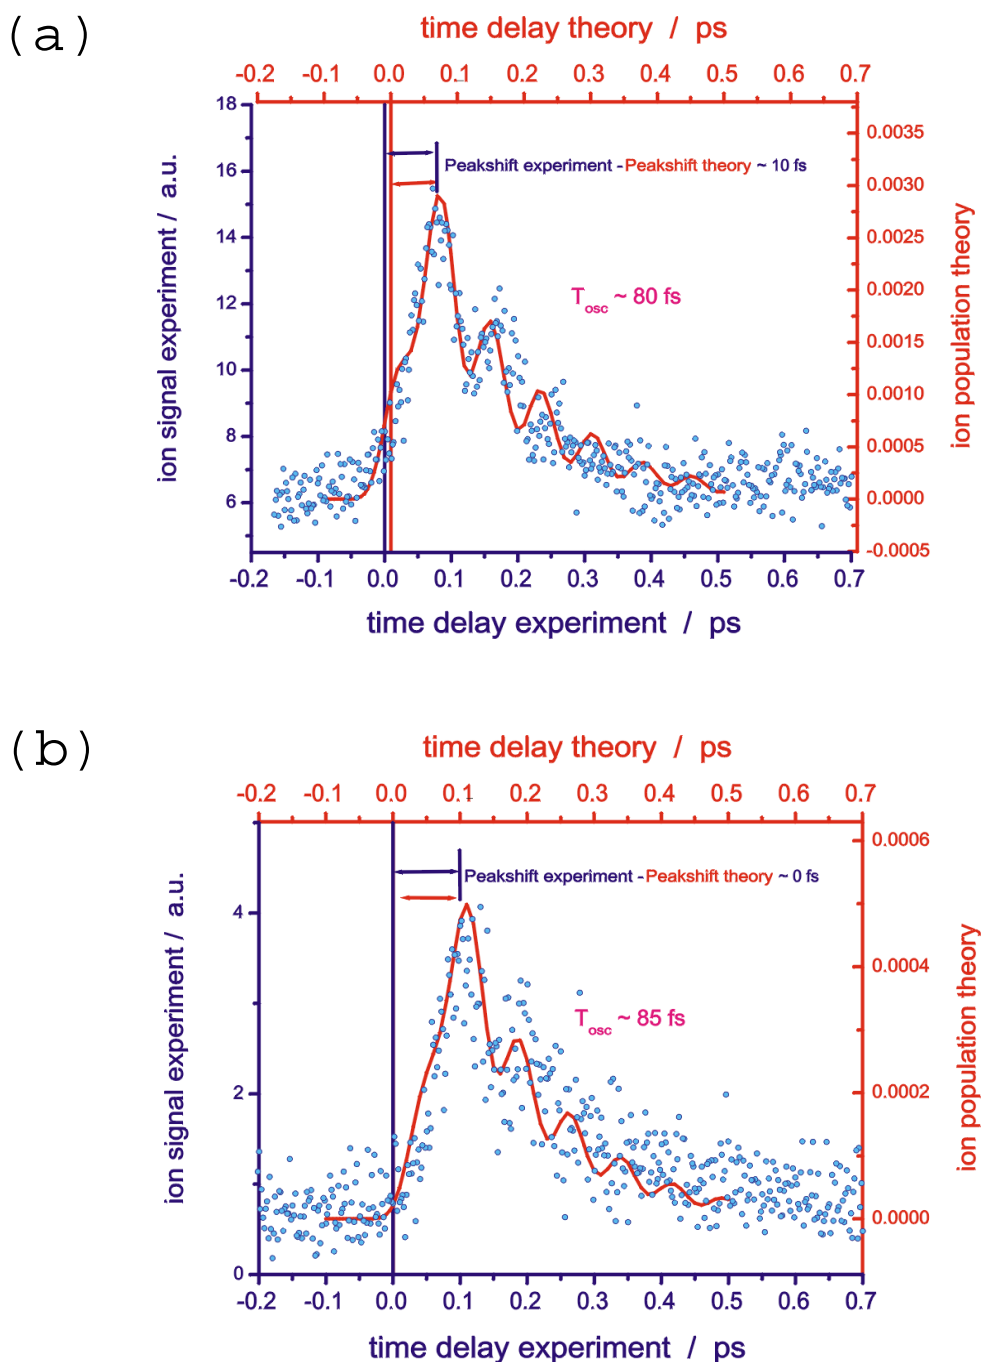 (a)
time delay theory / ps
-0.2 -0.1 0.0 0.1 0.2 0.3 0.4 0.5 0.6 0.7
18
16
14
12
10
8
6
ion signal experiment / a.u.
Peakshift experiment - Peakshift theory ~ 10 fs
Tosc ~ 80 fs
0.0035
0.0030
0.0025
0.0020
0.0015
0.0010
0.0005
0.0000
-0.0005
ion population theory
-0.2 -0.1 0.0 0.1 0.2 0.3 0.4 0.5 0.6 0.7
time delay experiment / ps
(b)
time delay theory / ps
-0.2 -0.1 0.0 0.1 0.2 0.3 0.4 0.5 0.6 0.7
4
2
0
ion signal experiment / a.u.
Peakshift experiment - Peakshift theory ~ 0 fs
Tosc ~ 85 fs
0.0006
0.0004
0.0002
0.0000
ion population theory
-0.2 -0.1 0.0 0.1 0.2 0.3 0.4 0.5 0.6 0.7
time delay experiment / ps